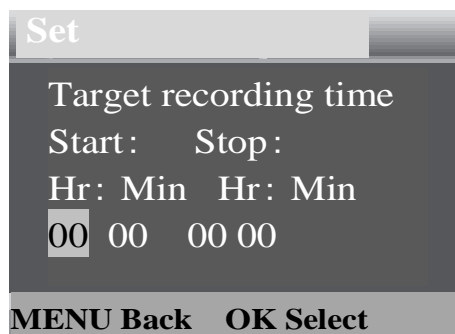 Set
Target recording time
Start: Stop:
Hr: Min Hr: Min
00 00 00 00
MENU Back OK Select